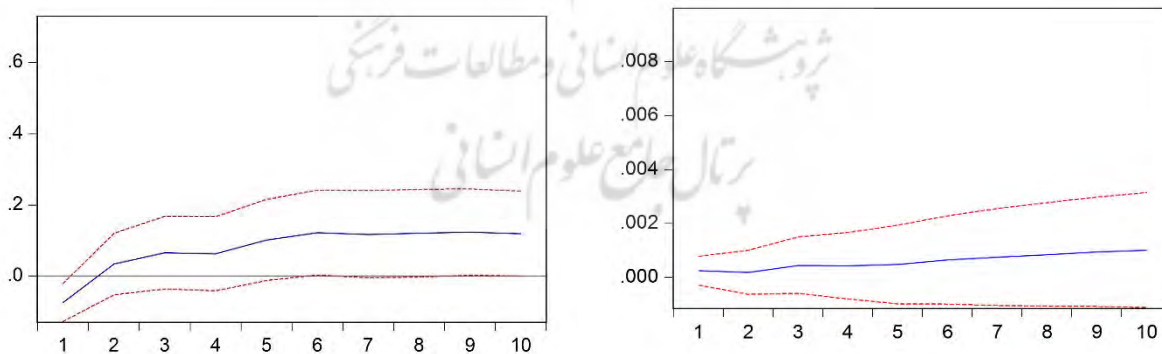 پژوهشگاه علوم انسانی و مطالعات فرهنگی
پرتال جامع علوم انسانی
.6
.4
.2
.0
1 2 3 4 5 6 7 8 9 10
.008
.006
.004
.002
.000
1 2 3 4 5 6 7 8 9 10